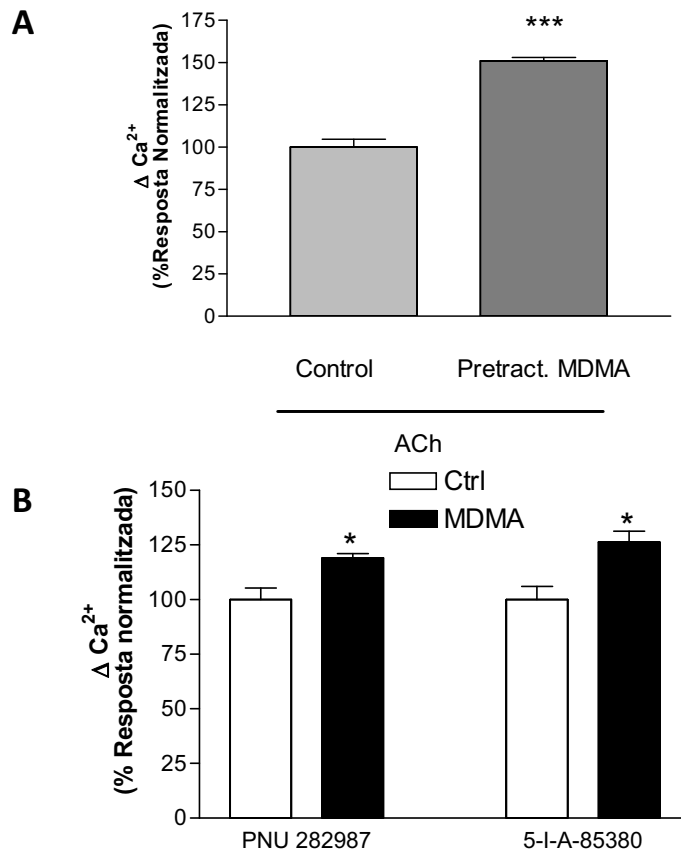 A
***
Δ Ca²⁺
(%Resposta Normalitzada)
175
150
125
100
75
50
25
0
Control
Pretract. MDMA
ACh
Ctrl
MDMA
B
Δ Ca²⁺
(% Resposta normalitzada)
150
125
100
75
50
25
0
*
*
PNU 282987
5-I-A-85380